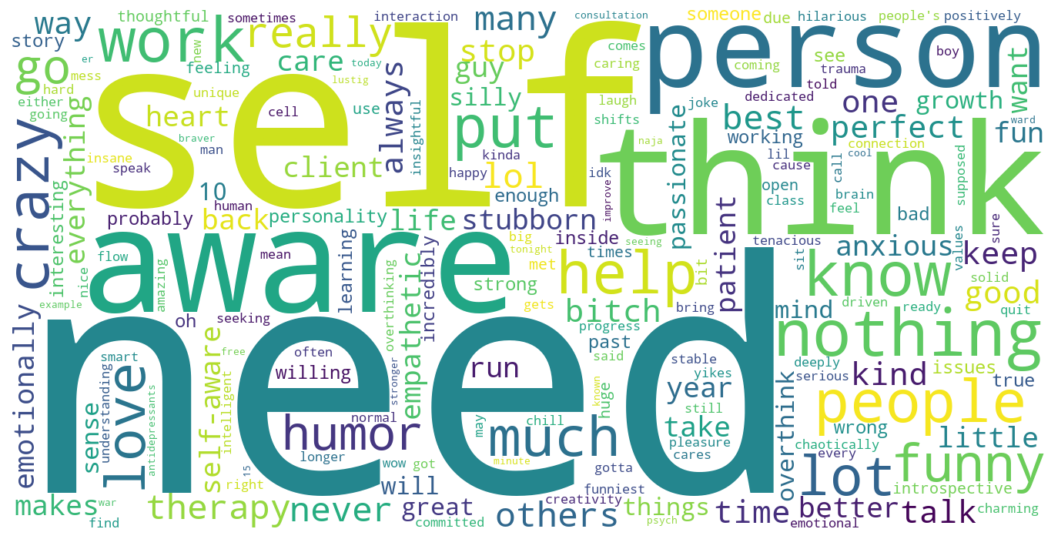 way
thoughtful
sometimes
interaction
many
consultation
someone
due
hilarious
people's
positively
story
er
work
really
stop
comes
joke
coming
see
boy
want
mess
new
feeling
care
today
guy
caring
dedicated
trauma
told
go
hard
unique
lustig
self
person
either
going
heart
cell
use
always
silly
laugh
shifts
passionate
best
working
one
growth
everything
insane
braver
man
speak
client
insightful
put
kinda
naja
lil
cause
call
cool
perfect
ward
connection
fun
crazy
interesting
10
human
happy
lol
idk
improve
think
open
class
brain
feel
bad
supposed
probably
back
personality
life
enough
stubborn
nice
flow
amazing
mean
aware
learning
big
tonight
met
inside
times
seeing
tenacious
sit
anxious
values
sure
keep
example
oh
seeking
overthinking
empathetic
incredibly
strong
gets
help
bit
patient
bring
know
driven
ready
solid
quit
good
emotionally
smart
understanding
antidepressants
love
sense
self-aware
free
intelligent
often
willing
stronger
bitch
run
progress
past
said
mind
nothing
stable
yikes
deeply
serious
kind
issues
true
need
humor
normal
longer
may
chill
much
known
huge
still
year
take
pleasure
cares
overthink
wrong
chaotically
people
little
15
right
wow
got
minute
gotta
every
lot
introspective
funny
makes
war
find
therapy
never
will
great
committed
creativity
funniest
others
psych
things
time
emotional
better
talk
charming